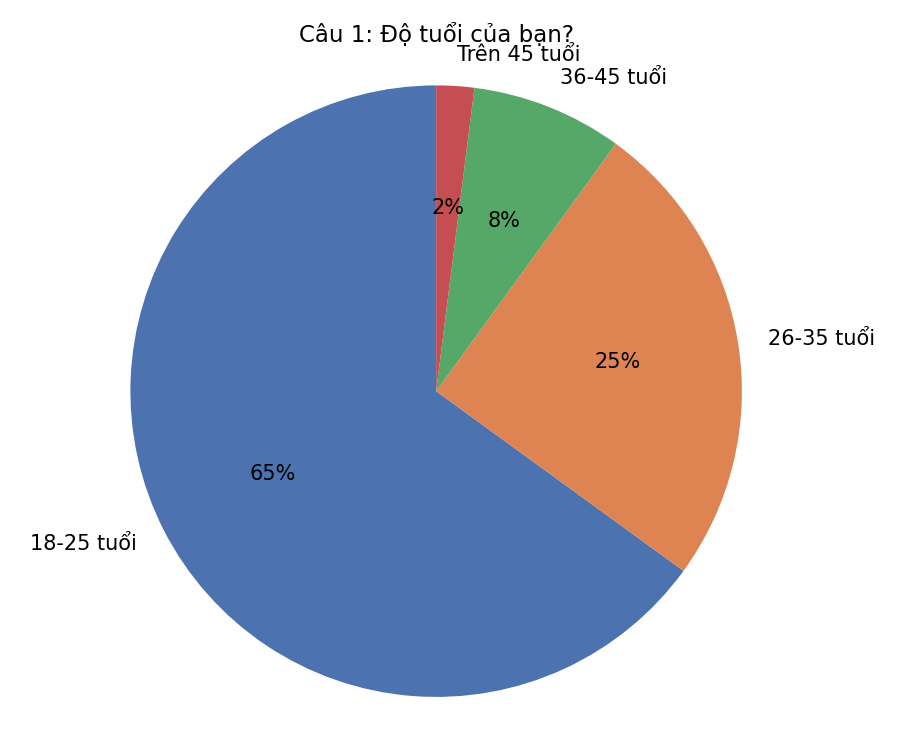 Câu 1: Độ tuổi của bạn?
Trên 45 tuổi
36-45 tuổi
2%
8%
26-35 tuổi
25%
65%
18-25 tuổi